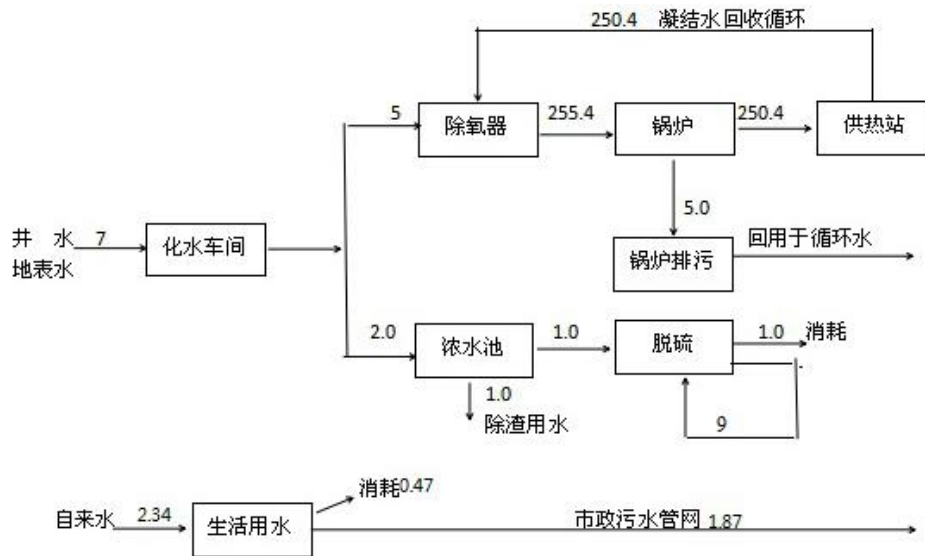 250.4 凝结水回收循环
5
除氧器
255.4
锅炉
250.4
供热站
5.0
井 水
7
地表水
化水车间
锅炉排污
回用于循环水
2.0
浓水池
1.0
脱硫
1.0
消耗
1.0
除渣用水
9
消耗0.47
自来水
2.34
生活用水
市政污水管网
1.87